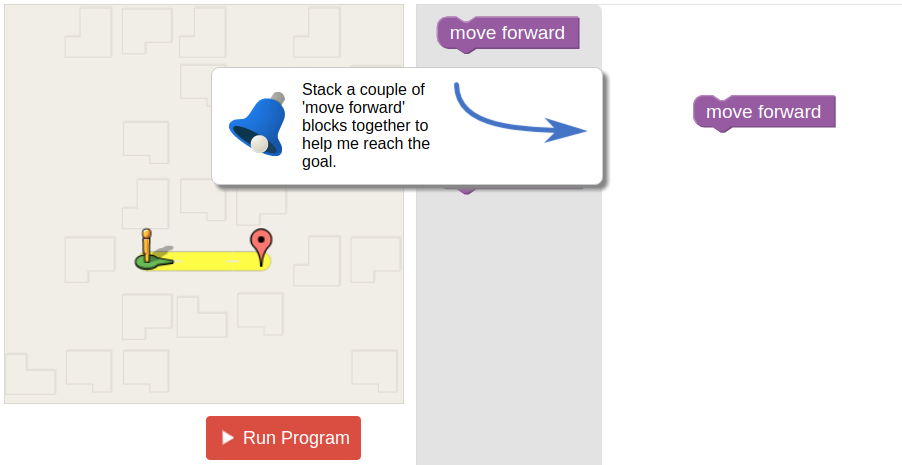 move forward
Stack a couple of
'move forward'
blocks together to
help me reach the
goal.
move forward
Run Program